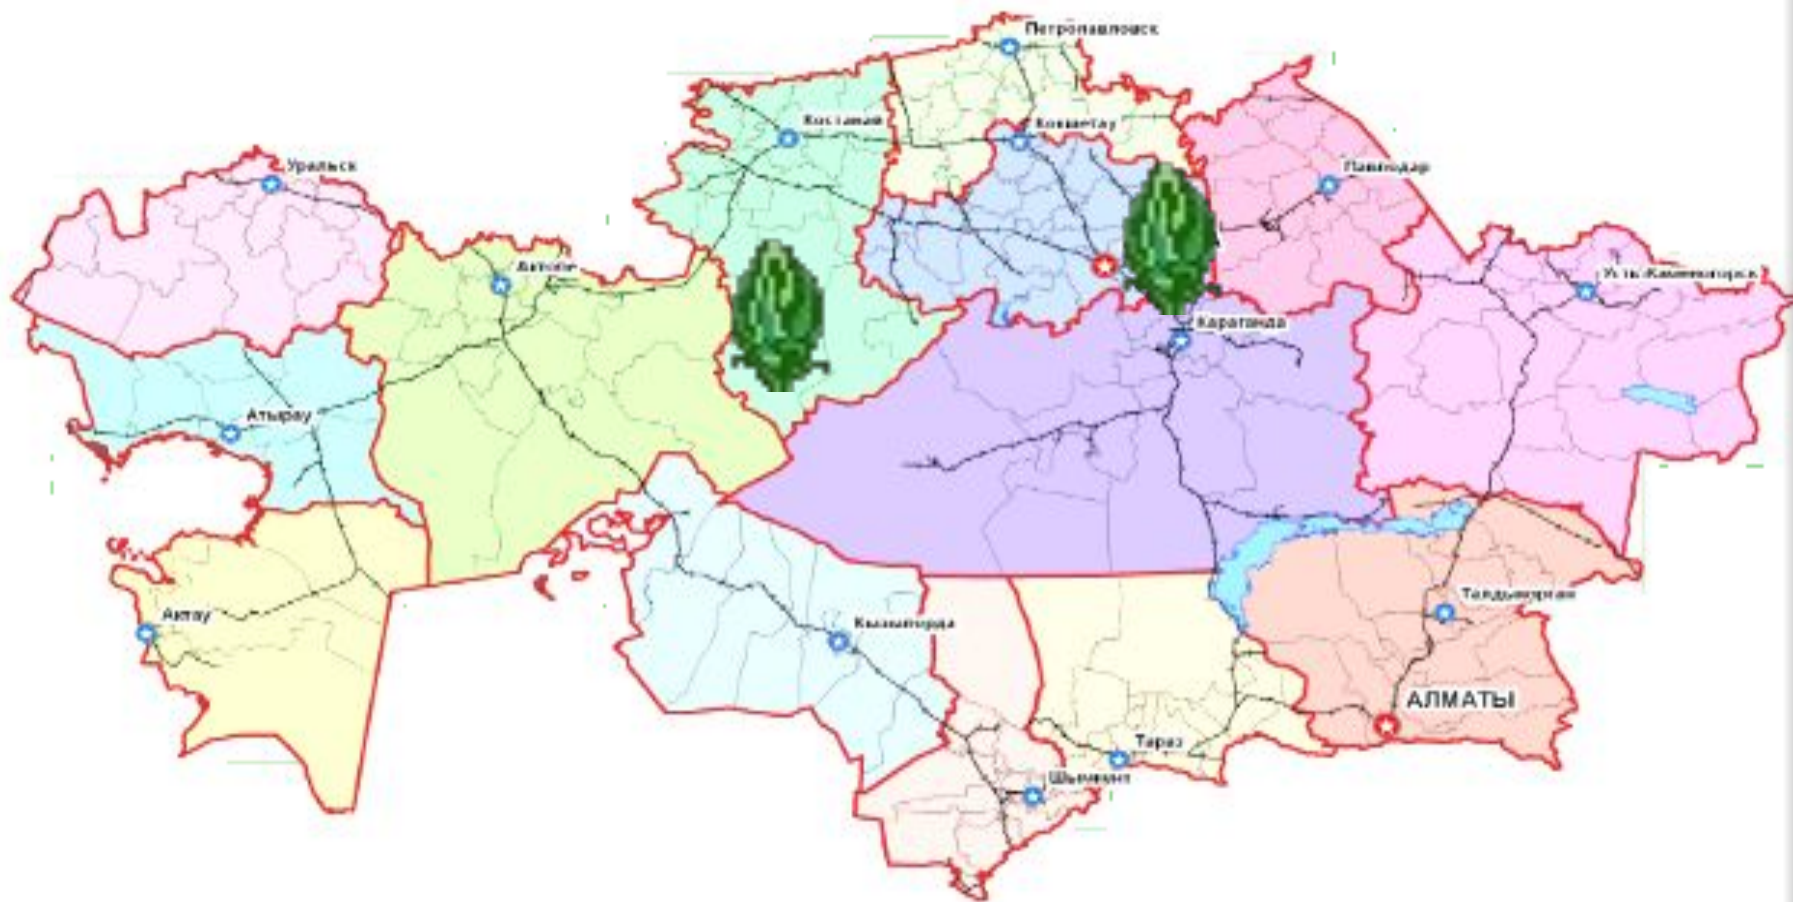 Петропавловск
Костанай
Кокшетау
Уральск
Павлодар
Актобе
Усть-Каменогорск
Караганда
Атырау
Талдыкорган
Актау
Кызылорда
АЛМАТЫ
Тараз
Шымкент